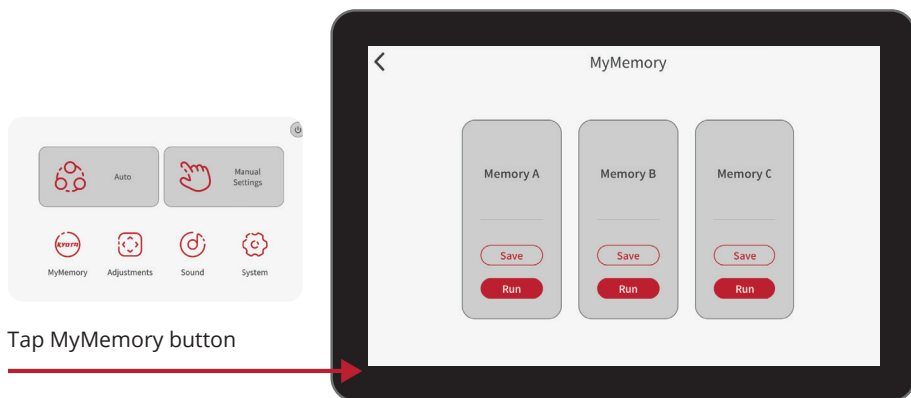 Auto
Manual
Settings
KYOTA
MyMemory Adjustments Sound System
Tap MyMemory button
MyMemory
Memory A Memory B Memory C
Save Save Save
Run Run Run